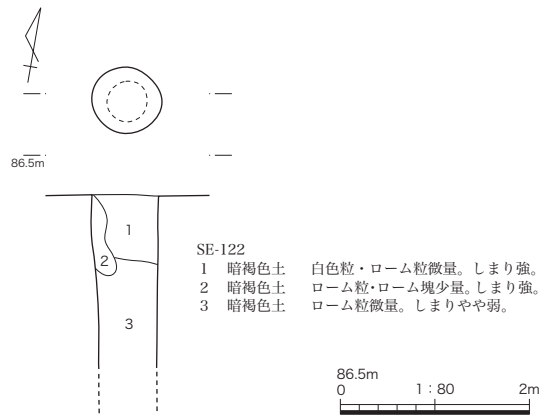 86.5m
1
2
3
SE-122
1 暗褐色土 白色粒・ローム粒微量。しまり強。
2 暗褐色土 ローム粒・ローム塊少量。しまり強。
3 暗褐色土 ローム粒微量。しまりやや弱。
86.5m
0 1:80 2m